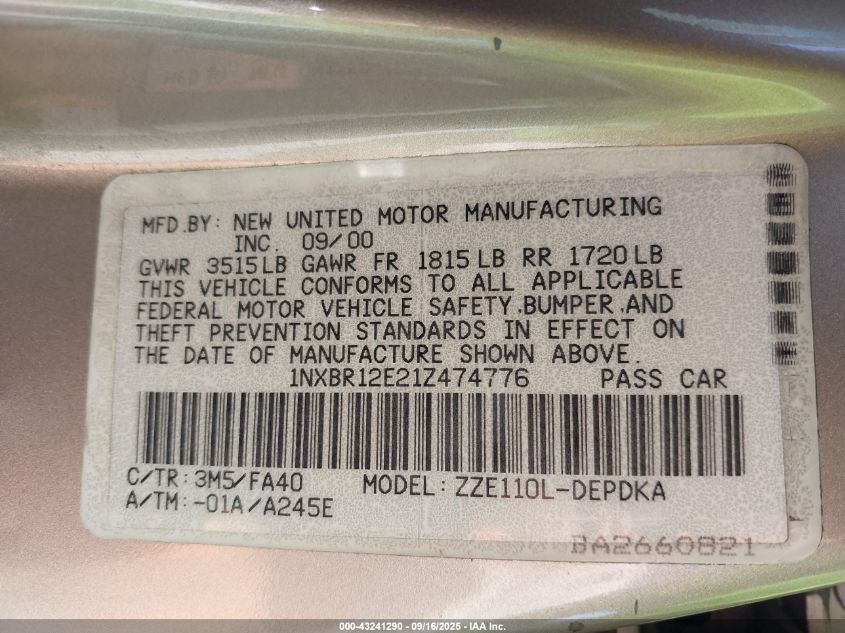 MFD.BY: NEW UNITED MOTOR MANUFACTURING
INC. 09/00
GVWR 3515LB GAWR FR 1815LB RR 1720LB
THIS VEHICLE CONFORMS TO ALL APPLICABLE
FEDERAL MOTOR VEHICLE SAFETY.BUMPER.AND
THEFT PREVENTION STANDARDS IN EFFECT ON
THE DATE OF MANUFACTURE SHOWN ABOVE.
1NXBR12E21Z474776 PASS CAR
C/TR: 3M5/FA40 MODEL: ZZE110L-DEPDKA
A/TM: -01A/A245E
BA2660821
000-43241290 - 09/16/2025 - IAA Inc.